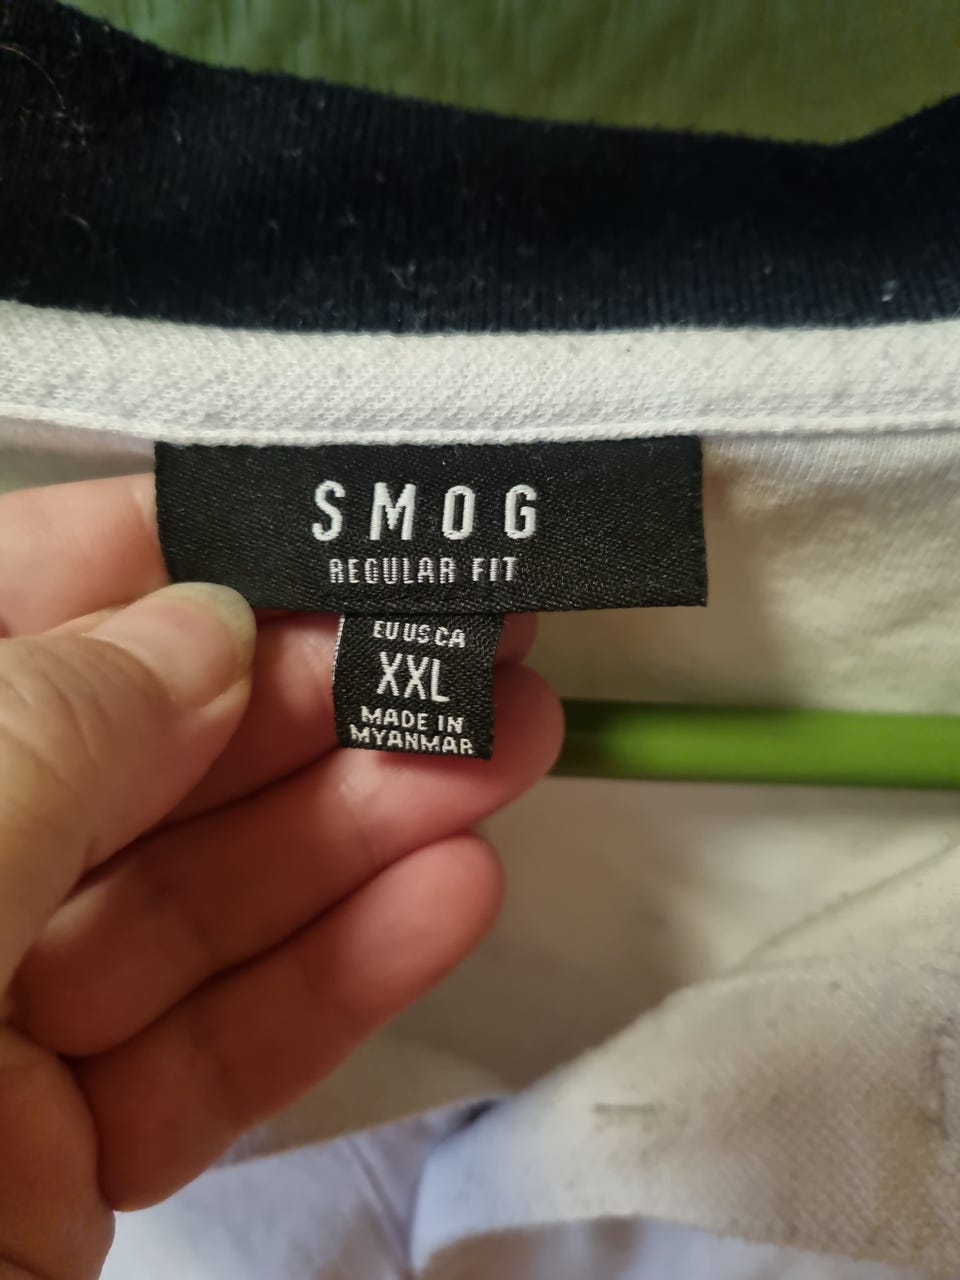 SMOG
REGULAR FIT
EU US CA
XXL
MADE IN
MYANMAR